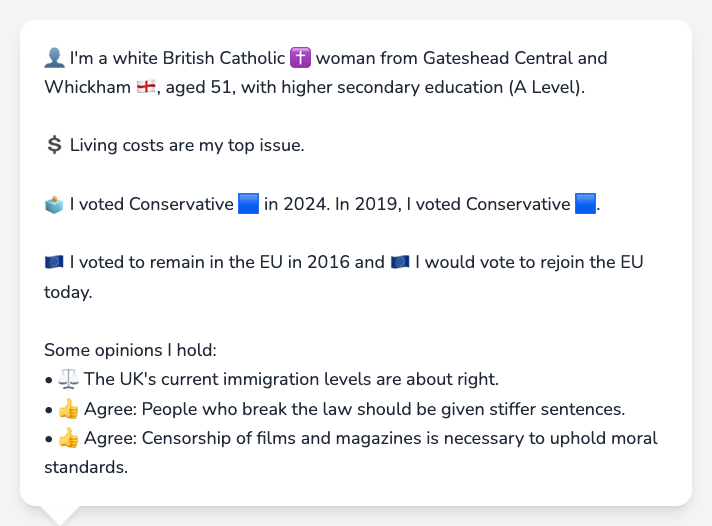 👤 I'm a white British Catholic ✝️ woman from Gateshead Central and
Whickham 🏴󠁧󠁢󠁥󠁮󠁧󠁿, aged 51, with higher secondary education (A Level).
💲 Living costs are my top issue.
🗳️ I voted Conservative 🟦 in 2024. In 2019, I voted Conservative 🟦.
🇪🇺 I voted to remain in the EU in 2016 and 🇪🇺 I would vote to rejoin the EU
today.
Some opinions I hold:
• ⚖️ The UK's current immigration levels are about right.
• 👍 Agree: People who break the law should be given stiffer sentences.
• 👍 Agree: Censorship of films and magazines is necessary to uphold moral
standards.